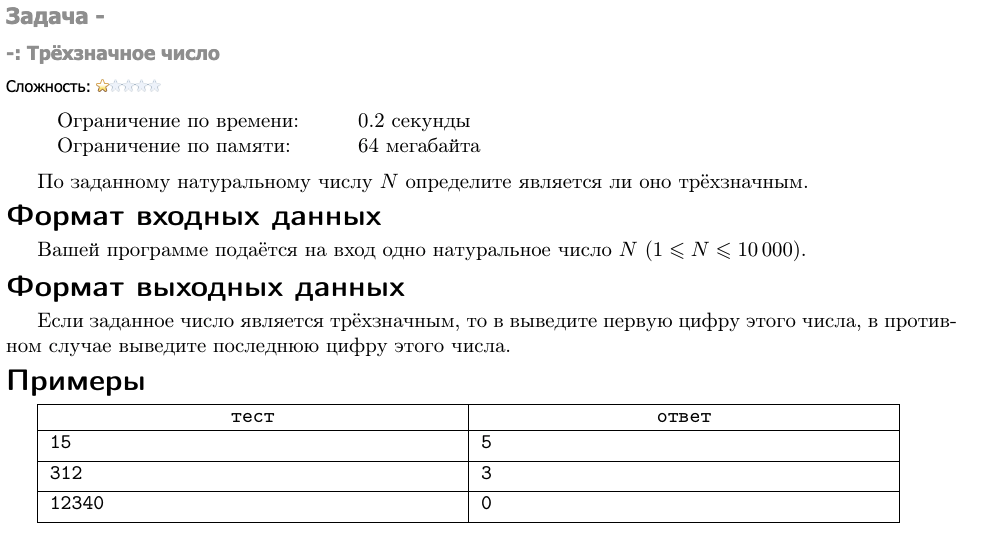 Задача -
-: Трёхзначное число
Сложность:
Ограничение по времени: 0.2 секунды
Ограничение по памяти: 64 мегабайта
По заданному натуральному числу N определите является ли оно трёхзначным.
Формат входных данных
Вашей программе подаётся на вход одно натуральное число N (1 ⩽ N ⩽ 10 000).
Формат выходных данных
Если заданное число является трёхзначным, то в выведите первую цифру этого числа, в против-
ном случае выведите последнюю цифру этого числа.
Примеры
тест ответ
15 5
312 3
12340 0